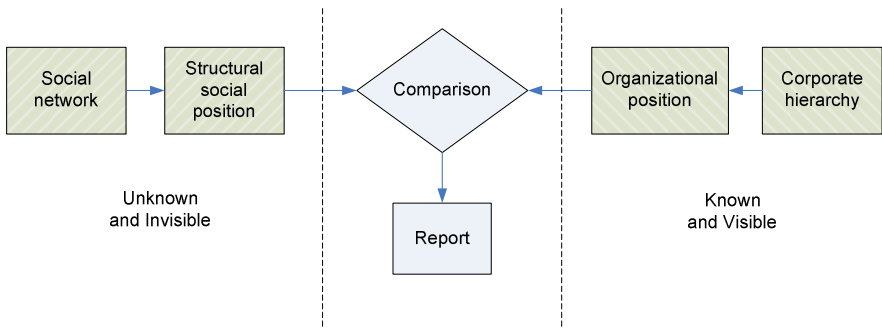 Social
network
Structural
social
position
Comparison
Organizational
position
Corporate
hierarchy
Unknown
and Invisible
Report
Known
and Visible